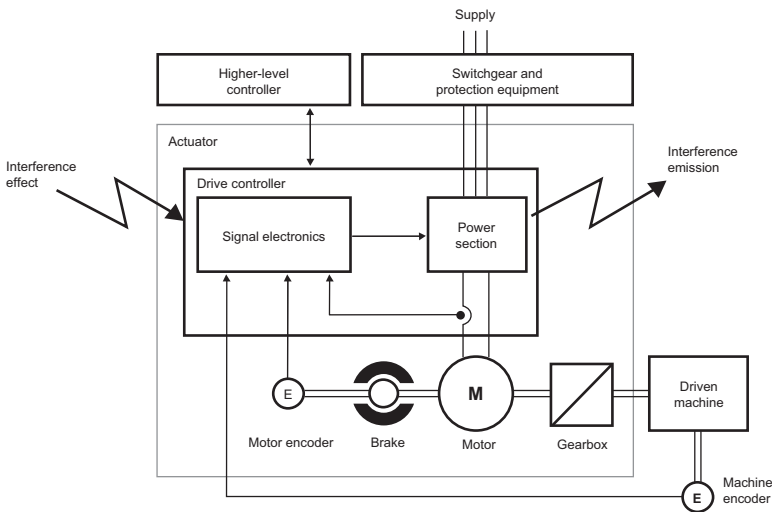 Supply
Higher-level
controller
Switchgear and
protection equipment
Actuator
Interference
effect
Interference
emission
Drive controller
Signal electronics
Power
section
E
M
Driven
machine
Motor encoder
Brake
Motor
Gearbox
E
Machine
encoder